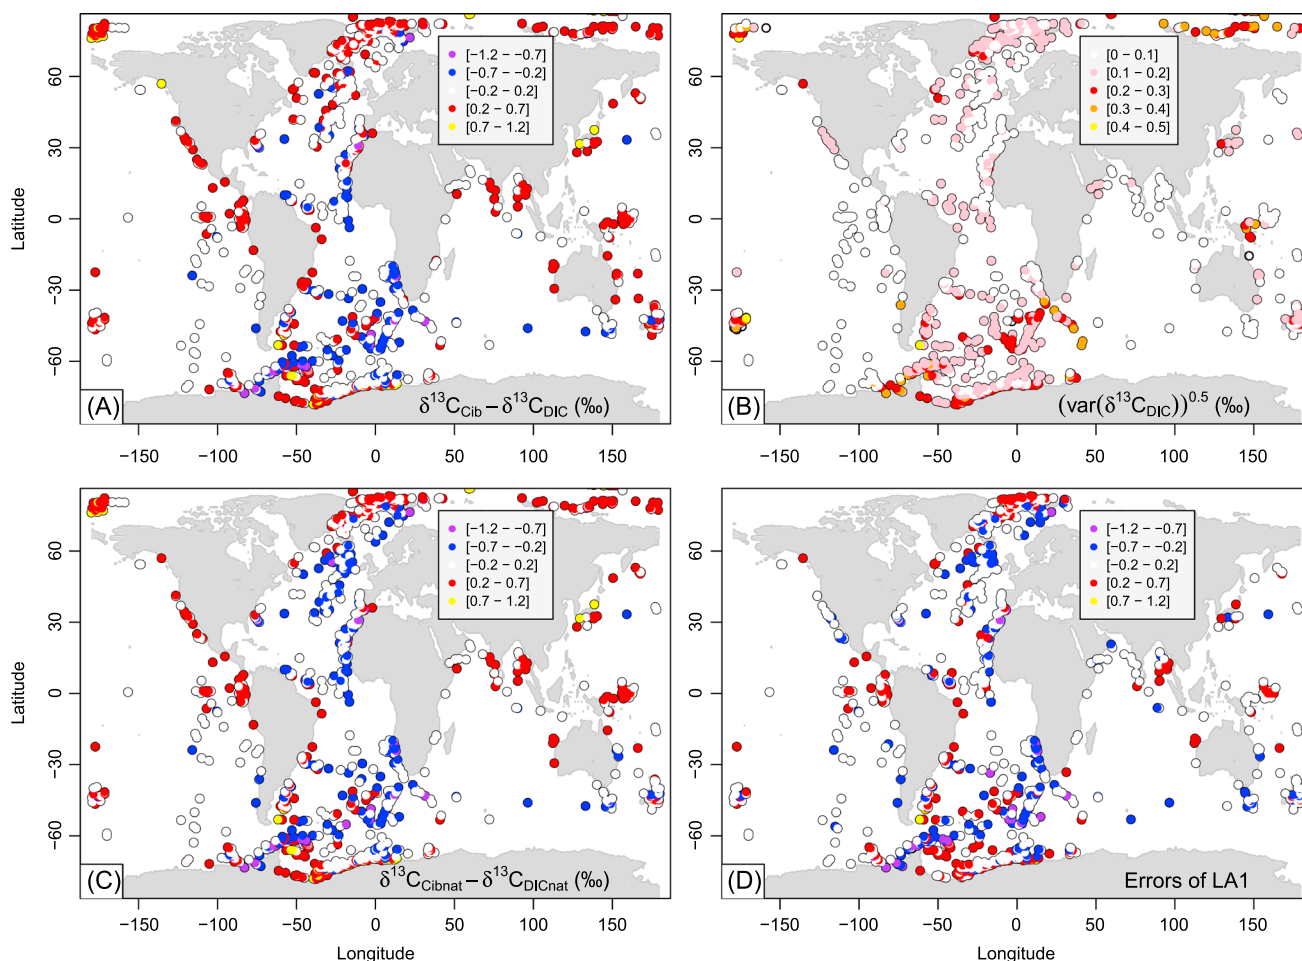 [−1.2 − −0.7]
[−0.7 − −0.2]
[−0.2 − 0.2]
[0.2 − 0.7]
[0.7 − 1.2]
Latitude
60
30
0
−30
−60
(A)
δ¹³C_Cib − δ¹³C_DIC (‰)
−150 −100 −50 0 50 100 150
[0 − 0.1]
[0.1 − 0.2]
[0.2 − 0.3]
[0.3 − 0.4]
[0.4 − 0.5]
60
30
0
−30
−60
(B)
(var(δ¹³C_DIC))^0.5 (‰)
−150 −100 −50 0 50 100 150
[−1.2 − −0.7]
[−0.7 − −0.2]
[−0.2 − 0.2]
[0.2 − 0.7]
[0.7 − 1.2]
Latitude
60
30
0
−30
−60
(C)
δ¹³C_Cibnat − δ¹³C_DICnat (‰)
−150 −100 −50 0 50 100 150
Longitude
[−1.2 − −0.7]
[−0.7 − −0.2]
[−0.2 − 0.2]
[0.2 − 0.7]
[0.7 − 1.2]
60
30
0
−30
−60
(D)
Errors of LA1
−150 −100 −50 0 50 100 150
Longitude